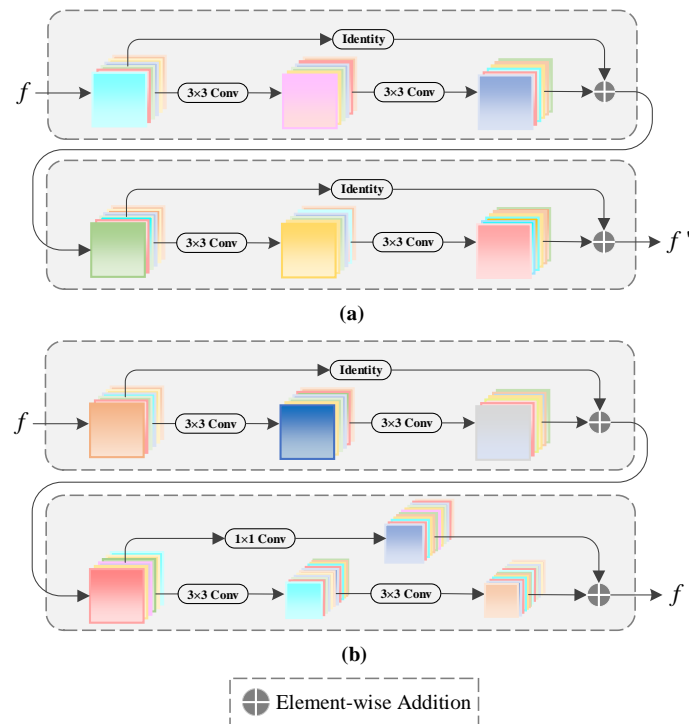 Identity
f
3×3 Conv
3×3 Conv
Identity
3×3 Conv
3×3 Conv
f '
(a)
Identity
f
3×3 Conv
3×3 Conv
1×1 Conv
3×3 Conv
3×3 Conv
f
(b)
Element-wise Addition